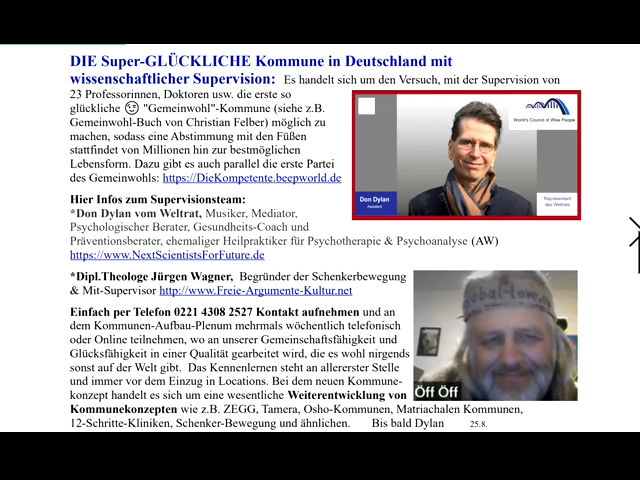 DIE Super-GLÜCKLICHE Kommune in Deutschland mit
wissenschaftlicher Supervision: Es handelt sich um den Versuch, mit der Supervision von
23 Professorinnen, Doktoren usw. die erste so
glückliche 😉 "Gemeinwohl"-Kommune (siehe z.B.
Gemeinwohl-Buch von Christian Felber) möglich zu
machen, sodass eine Abstimmung mit den Füßen
stattfindet von Millionen hin zur bestmöglichen
Lebensform. Dazu gibt es auch parallel die erste Partei
des Gemeinwohls: https://DieKompetente.beepworld.de
World's Council of Wise People
Don Dylan
Assistant
Repräsentant
des Weltrats
Hier Infos zum Supervisionsteam:
*Don Dylan vom Weltrat, Musiker, Mediator,
Psychologischer Berater, Gesundheits-Coach und
Präventionsberater, ehemaliger Heilpraktiker für Psychotherapie & Psychoanalyse (AW)
https://www.NextScientistsForFuture.de
*Dipl.Theologe Jürgen Wagner, Begründer der Schenkerbewegung
& Mit-Supervisor http://www.Freie-Argumente-Kultur.net
Einfach per Telefon 0221 4308 2527 Kontakt aufnehmen und an
dem Kommunen-Aufbau-Plenum mehrmals wöchentlich telefonisch
oder Online teilnehmen, wo an unserer Gemeinschaftsfähigkeit und
Glücksfähigkeit in einer Qualität gearbeitet wird, die es wohl nirgends
sonst auf der Welt gibt. Das Kennenlernen steht an allererster Stelle
und immer vor dem Einzug in Locations. Bei dem neuen Kommune-
konzept handelt es sich um eine wesentliche Weiterentwicklung von
Kommunekonzepten wie z.B. ZEGG, Tamera, Osho-Kommunen, Matriachalen Kommunen,
12-Schritte-Kliniken, Schenker-Bewegung und ähnlichen. Bis bald Dylan 25.8.
global-love.eu
Öff Öff